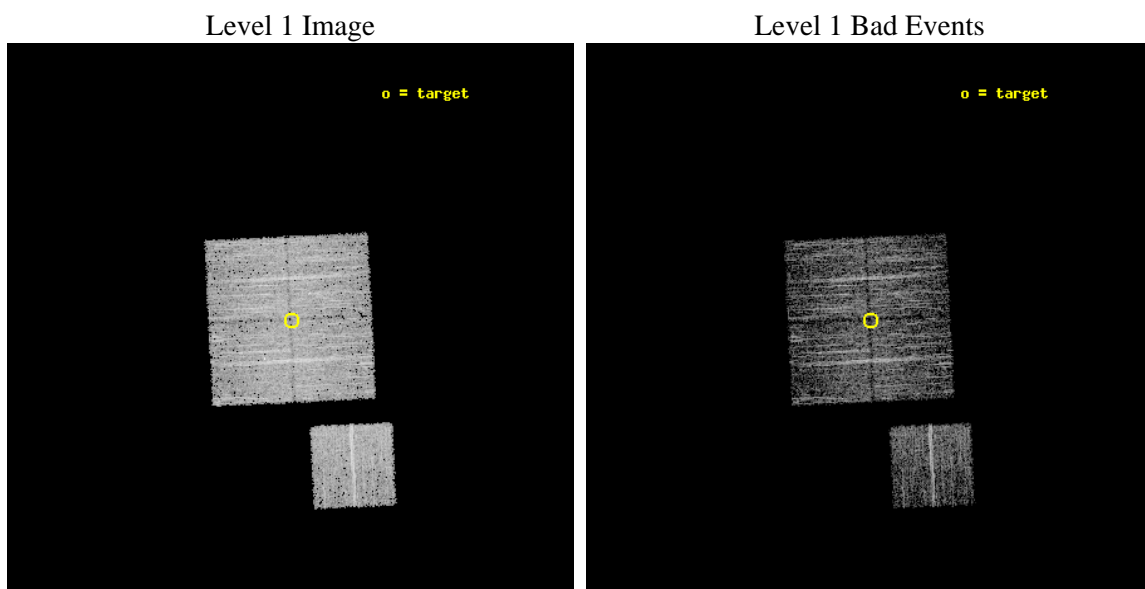 Level 1 Image
Level 1 Bad Events
o = target
o = target